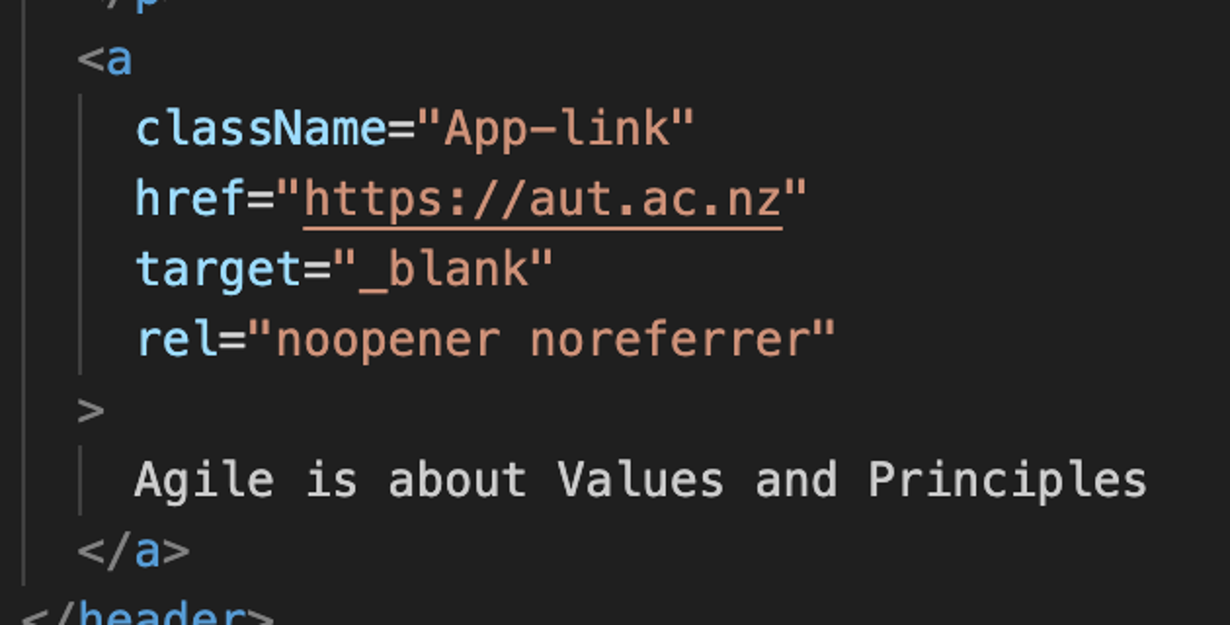 </p
<a
className="App-link"
href="https://aut.ac.nz"
target="_blank"
rel="noopener noreferrer"
>
Agile is about Values and Principles
</a>
</header>